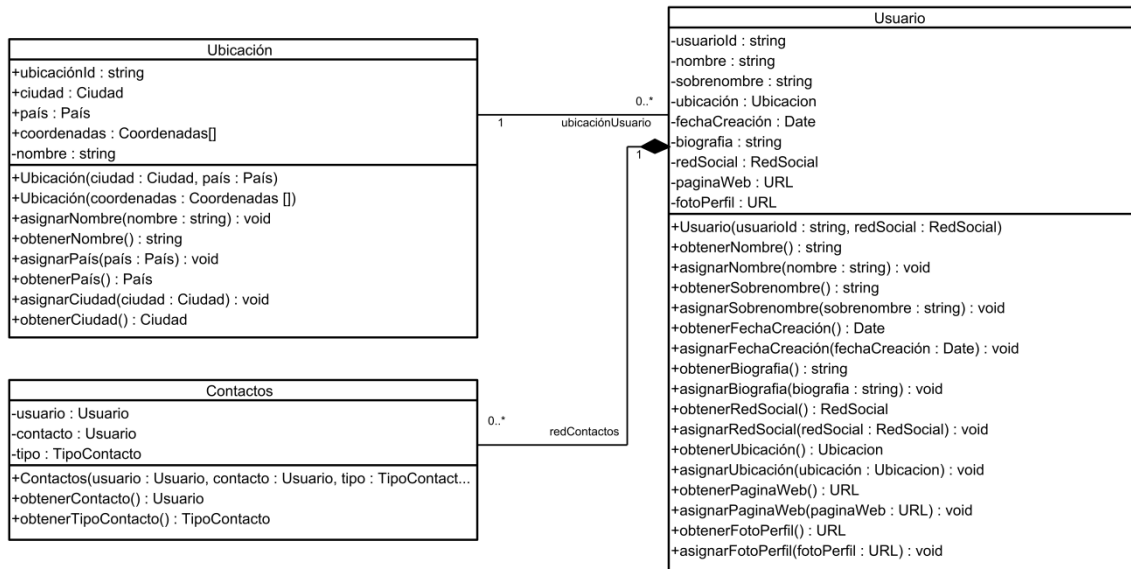 Ubicación
+ubicaciónId : string
+ciudad : Ciudad
+país : País
+coordenadas : Coordenadas[]
-nombre : string
+Ubicación(ciudad : Ciudad, país : País)
+Ubicación(coordenadas : Coordenadas [])
+asignarNombre(nombre : string) : void
+obtenerNombre() : string
+asignarPaís(país : País) : void
+obtenerPaís() : País
+asignarCiudad(ciudad : Ciudad) : void
+obtenerCiudad() : Ciudad
1
0..*
ubicaciónUsuario
1
Contactos
-usuario : Usuario
-contacto : Usuario
-tipo : TipoContacto
+Contactos(usuario : Usuario, contacto : Usuario, tipo : TipoContact...
+obtenerContacto() : Usuario
+obtenerTipoContacto() : TipoContacto
0..*
redContactos
Usuario
-usuarioId : string
-nombre : string
-sobrenombre : string
-ubicación : Ubicacion
-fechaCreación : Date
-biografia : string
-redSocial : RedSocial
-paginaWeb : URL
-fotoPerfil : URL
+Usuario(usuarioId : string, redSocial : RedSocial)
+obtenerNombre() : string
+asignarNombre(nombre : string) : void
+obtenerSobrenombre() : string
+asignarSobrenombre(sobrenombre : string) : void
+obtenerFechaCreación() : Date
+asignarFechaCreación(fechaCreación : Date) : void
+obtenerBiografia() : string
+asignarBiografia(biografia : string) : void
+obtenerRedSocial() : RedSocial
+asignarRedSocial(redSocial : RedSocial) : void
+obtenerUbicación() : Ubicacion
+asignarUbicación(ubicación : Ubicacion) : void
+obtenerPaginaWeb() : URL
+asignarPaginaWeb(paginaWeb : URL) : void
+obtenerFotoPerfil() : URL
+asignarFotoPerfil(fotoPerfil : URL) : void